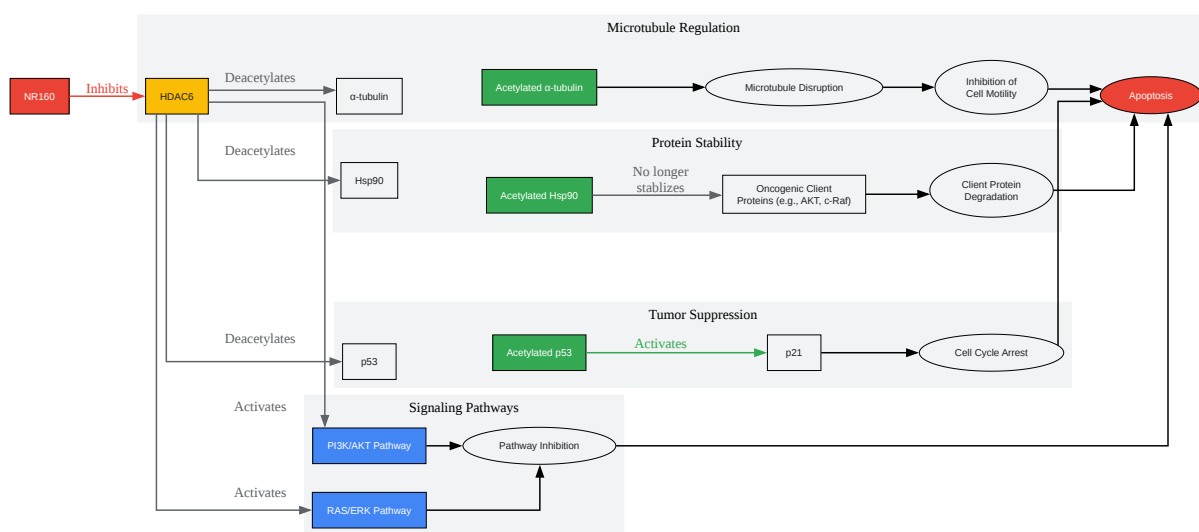 Microtubule Regulation
NR160
Inhibits
HDAC6
Deacetylates
α-tubulin
Acetylated α-tubulin
Microtubule Disruption
Inhibition of
Cell Motility
Apoptosis
Protein Stability
Deacetylates
Hsp90
Acetylated Hsp90
No longer
stablizes
Oncogenic Client
Proteins (e.g., AKT, c-Raf)
Client Protein
Degradation
Tumor Suppression
Deacetylates
p53
Acetylated p53
Activates
p21
Cell Cycle Arrest
Signaling Pathways
Activates
PI3K/AKT Pathway
Pathway Inhibition
Activates
RAS/ERK Pathway